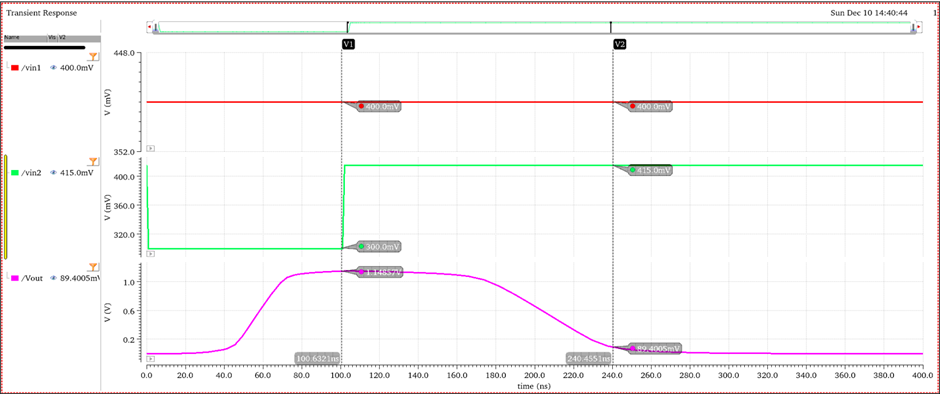 Transient Response
Sun Dec 10 14:40:44
1
Name Vis V2
V1
V2
/vin1 400.0mV
448.0
V (mV)
352.0
400.0mV
400.0mV
/vin2 415.0mV
400.0
360.0
320.0
V (mV)
300.0mV
415.0mV
/Vout 89.4005mV
1.0
0.6
0.2
V (V)
89.4005mV
100.6321ns
240.4551ns
0.0 20.0 40.0 60.0 80.0 100.0 120.0 140.0 160.0 180.0 200.0 220.0 240.0 260.0 280.0 300.0 320.0 340.0 360.0 380.0 400.0
time (ns)